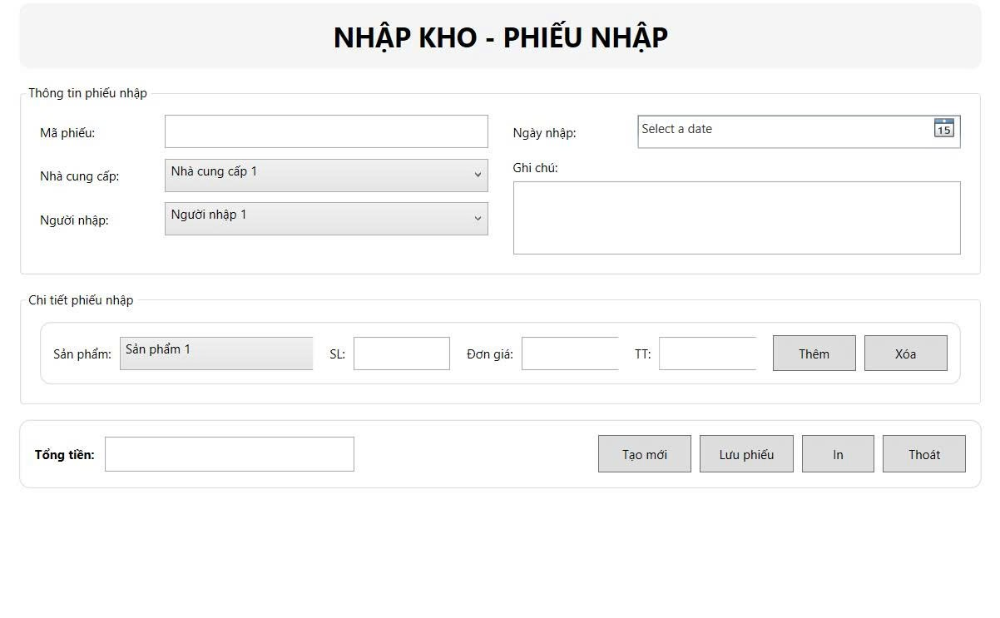 NHẬP KHO - PHIẾU NHẬP
Thông tin phiếu nhập
Mã phiếu:
Nhà cung cấp: Nhà cung cấp 1
Người nhập: Người nhập 1
Ngày nhập: Select a date 15
Ghi chú:
Chi tiết phiếu nhập
Sản phẩm: Sản phẩm 1 SL: Đơn giá: TT: Thêm Xóa
Tổng tiền: Tạo mới Lưu phiếu In Thoát